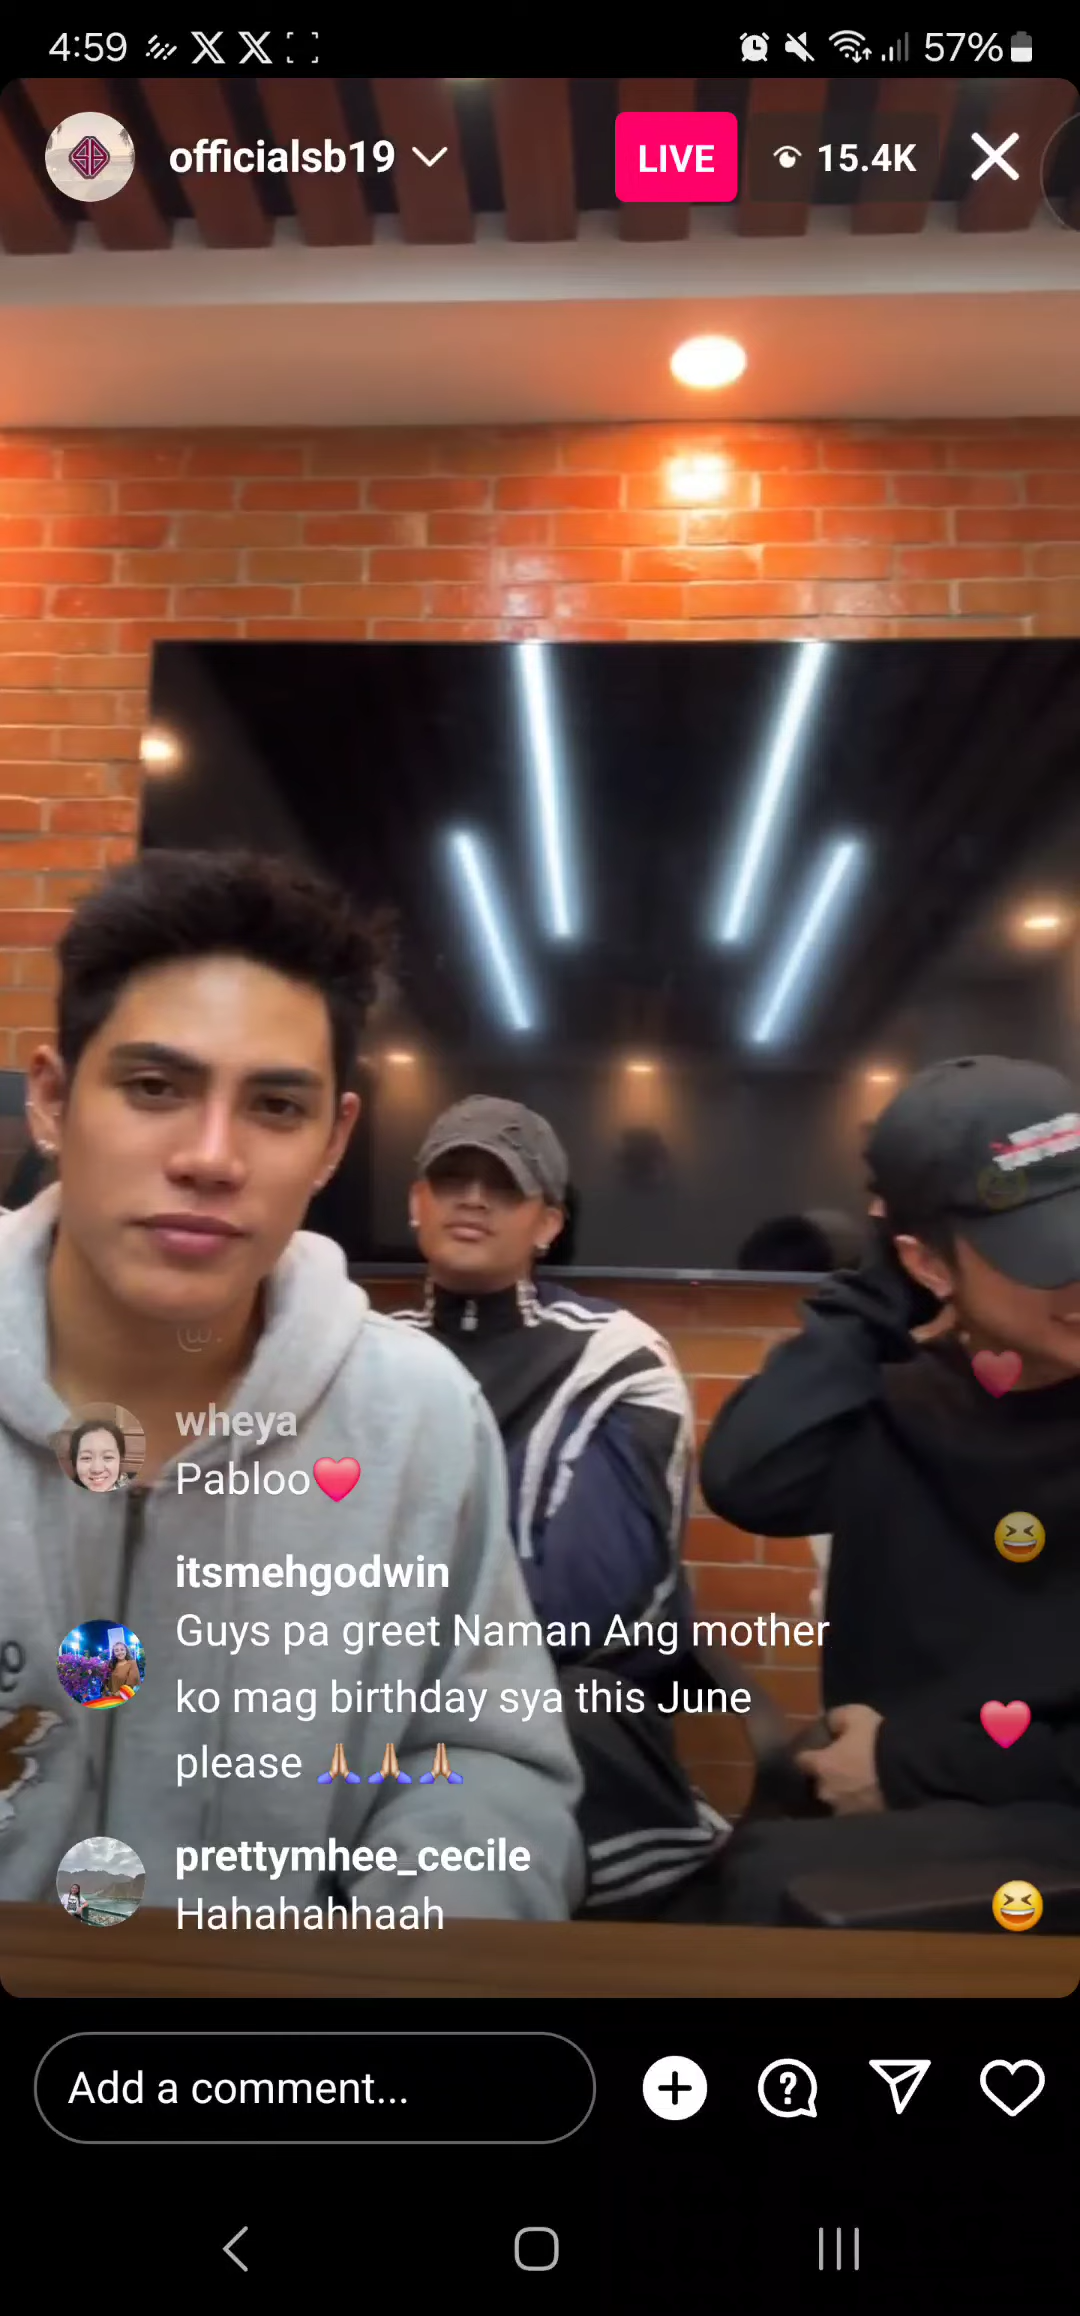 4:59
57%
officialsb19
LIVE
15.4K
wheya
Pabloo❤️
itsmehgodwin
Guys pa greet Naman Ang mother
ko mag birthday sya this June
please 🙏🏼🙏🏼🙏🏼
prettymhee_cecile
Hahahahhaah
Add a comment...